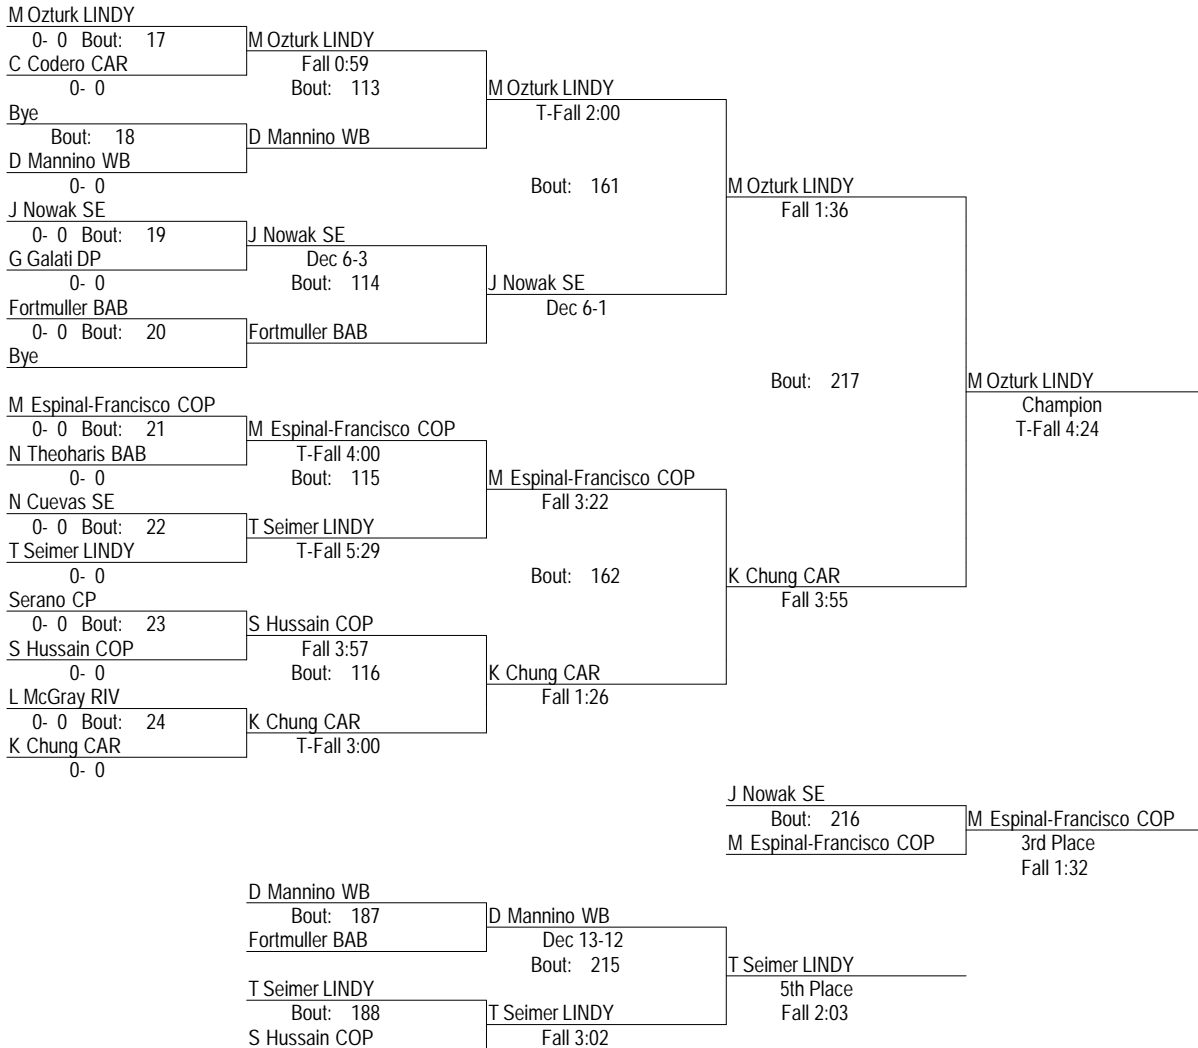 M Ozturk LINDY
0- 0 Bout: 17
M Ozturk LINDY
C Codero CAR
Fall 0:59
0- 0
Bout: 113
M Ozturk LINDY
Bye
T-Fall 2:00
Bout: 18
D Mannino WB
D Mannino WB
0- 0
Bout: 161
M Ozturk LINDY
J Nowak SE
Fall 1:36
0- 0 Bout: 19
J Nowak SE
G Galati DP
Dec 6-3
0- 0
Bout: 114
J Nowak SE
Fortmuller BAB
Dec 6-1
0- 0 Bout: 20
Fortmuller BAB
Bye
Bout: 217
M Ozturk LINDY
M Espinal-Francisco COP
Champion
0- 0 Bout: 21
M Espinal-Francisco COP
T-Fall 4:24
N Theoharis BAB
T-Fall 4:00
0- 0
Bout: 115
M Espinal-Francisco COP
N Cuevas SE
Fall 3:22
0- 0 Bout: 22
T Seimer LINDY
T Seimer LINDY
T-Fall 5:29
0- 0
Bout: 162
K Chung CAR
Serano CP
Fall 3:55
0- 0 Bout: 23
S Hussain COP
S Hussain COP
Fall 3:57
0- 0
Bout: 116
K Chung CAR
L McGray RIV
Fall 1:26
0- 0 Bout: 24
K Chung CAR
K Chung CAR
T-Fall 3:00
0- 0
J Nowak SE
Bout: 216
M Espinal-Francisco COP
M Espinal-Francisco COP
3rd Place
Fall 1:32
D Mannino WB
Bout: 187
D Mannino WB
Fortmuller BAB
Dec 13-12
Bout: 215
T Seimer LINDY
T Seimer LINDY
5th Place
Bout: 188
T Seimer LINDY
Fall 2:03
S Hussain COP
Fall 3:02